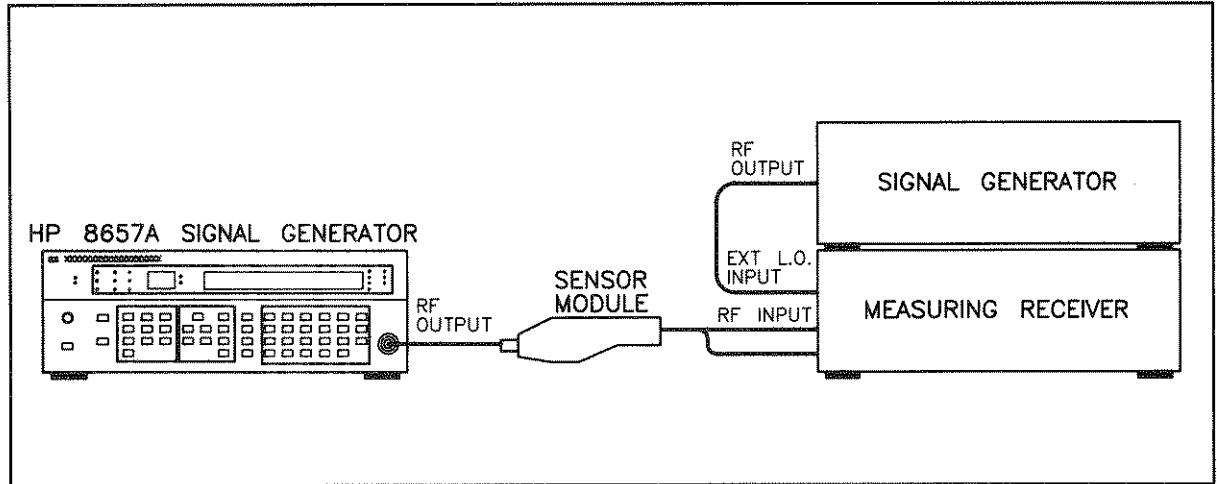 RF
OUTPUT
SIGNAL GENERATOR
HP 8657A SIGNAL GENERATOR
EXT L.O.
INPUT
SENSOR
MODULE
RF
OUTPUT
RF INPUT
MEASURING RECEIVER